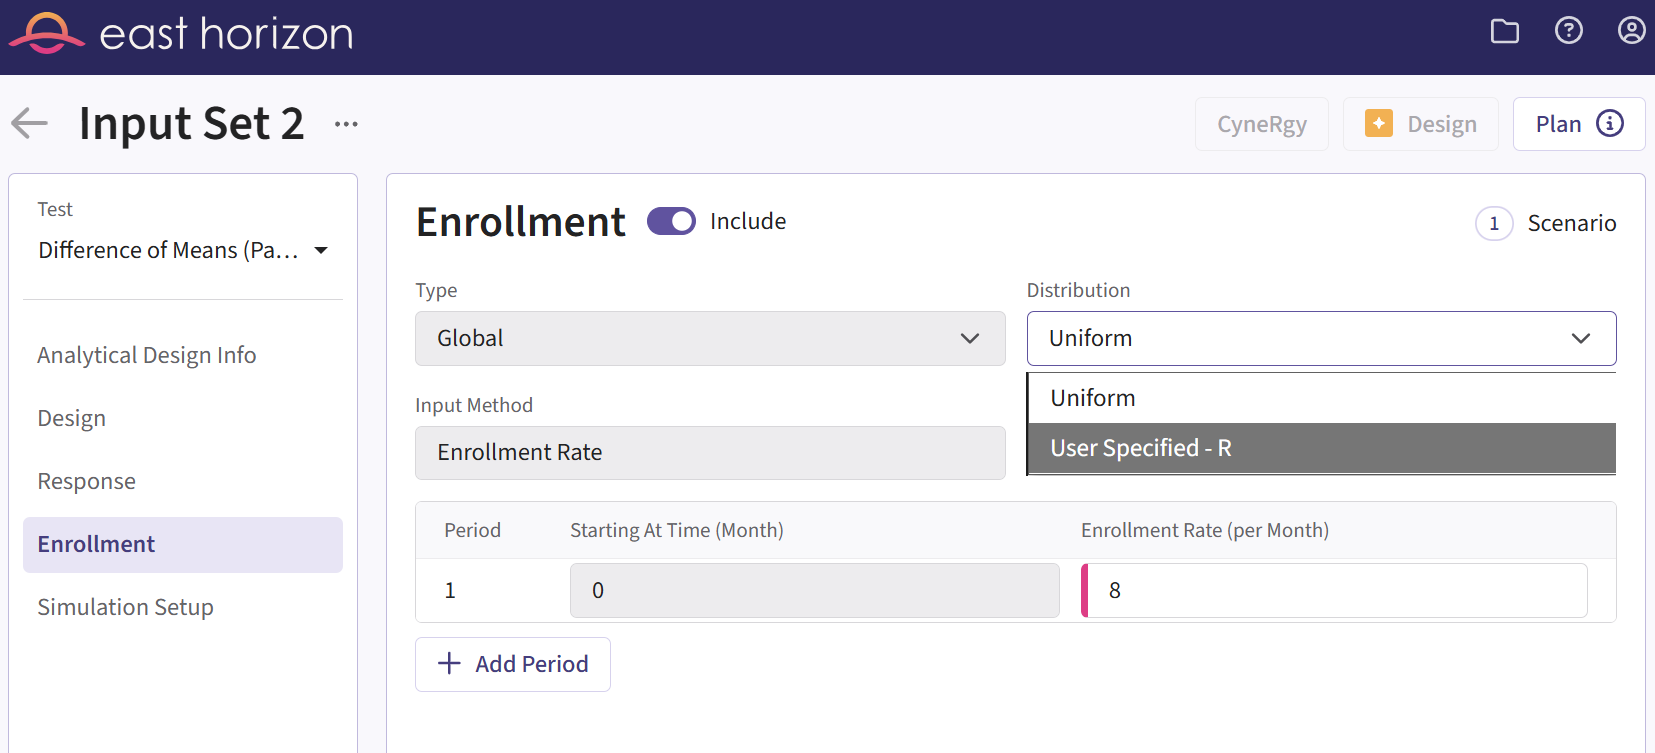 east horizon
Input Set 2 ...
CyneRgy
Design
Plan
Test
Difference of Means (Pa...
Analytical Design Info
Design
Response
Enrollment
Simulation Setup
Enrollment
Include
1 Scenario
Type
Global
Distribution
Uniform
Uniform
User Specified - R
Input Method
Enrollment Rate
Period Starting At Time (Month) Enrollment Rate (per Month)
1 0 8
+ Add Period